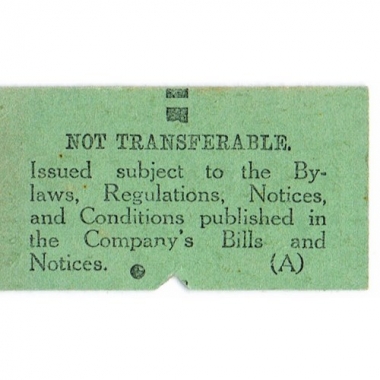 NOT TRANSFERABLE.
Issued subject to the By-
laws, Regulations, Notices,
and Conditions published in
the Company's Bills and
Notices. (A)